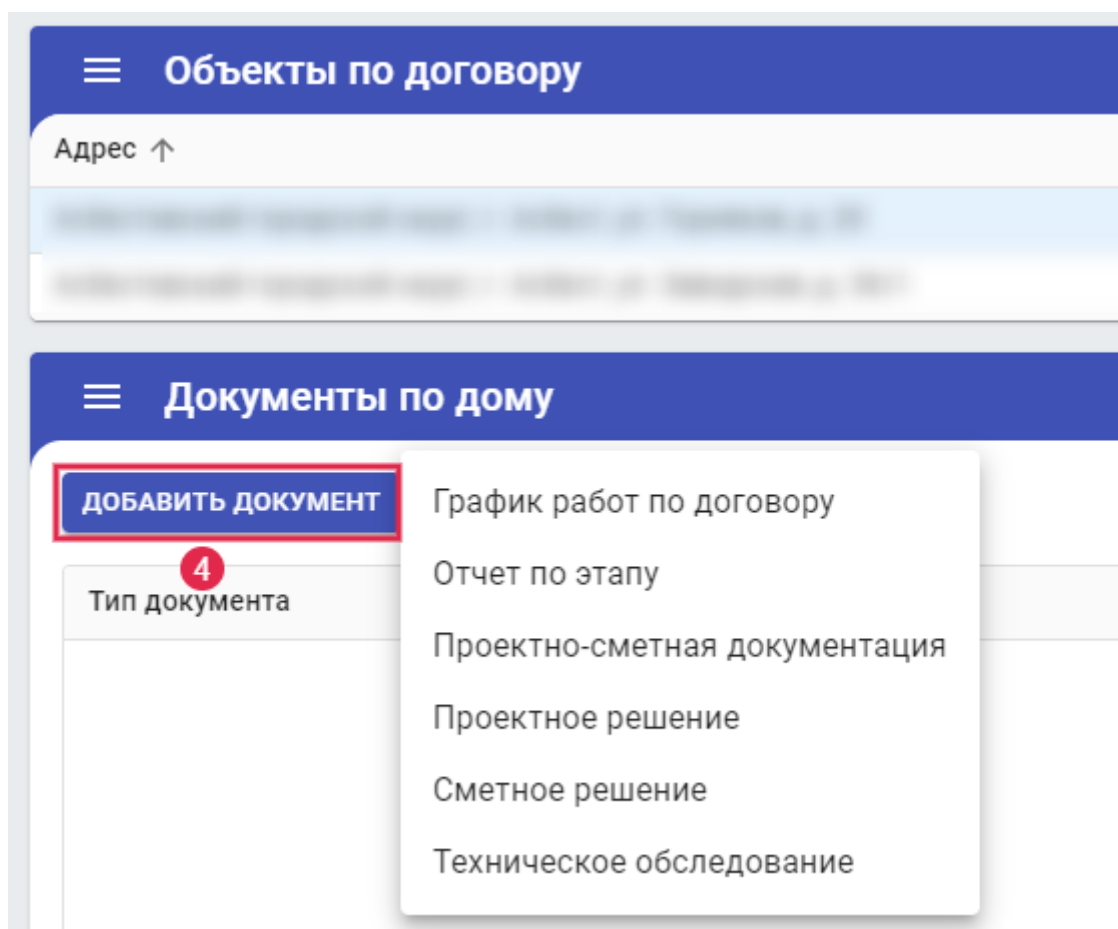 Объекты по договору
Адрес
Документы по дому
ДОБАВИТЬ ДОКУМЕНТ
4
Тип документа
График работ по договору
Отчет по этапу
Проектно-сметная документация
Проектное решение
Сметное решение
Техническое обследование